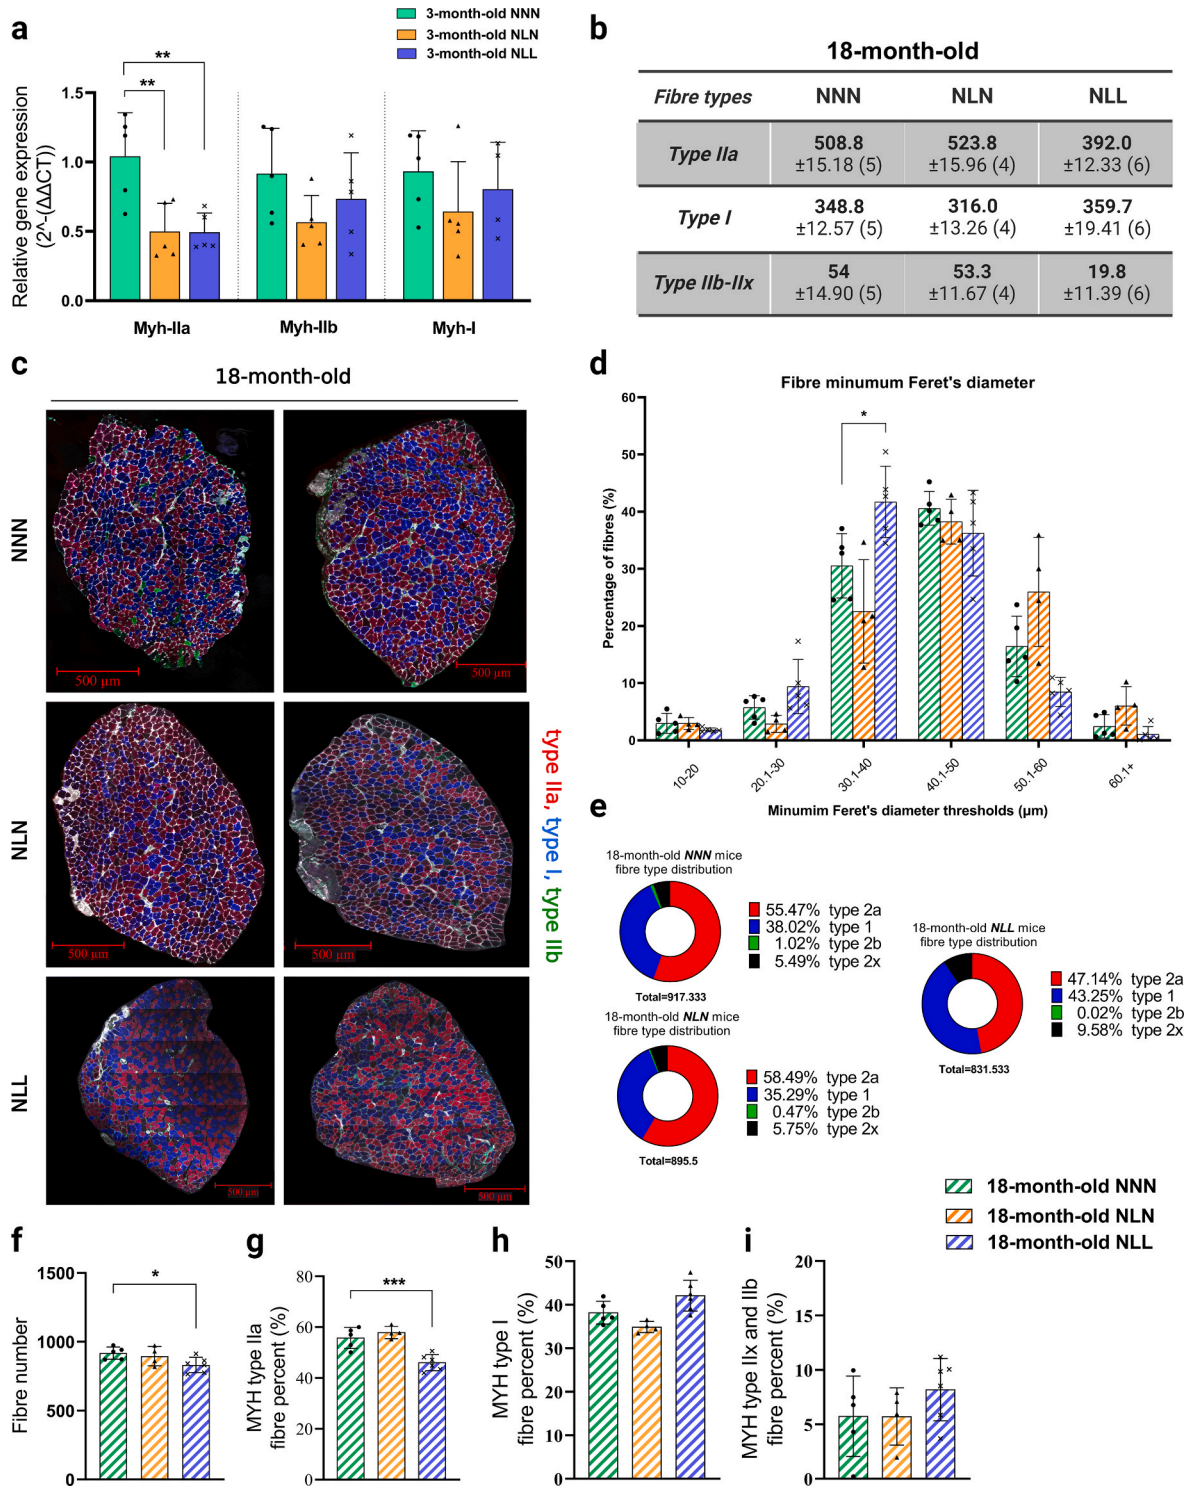 a
3-month-old NNN
3-month-old NLN
3-month-old NLL
**
**
Relative gene expression
(2^-(ΔΔCT))
1.5
1.0
0.5
0.0
Myh-IIa
Myh-IIb
Myh-I
b
18-month-old
Fibre types NNN NLN NLL
Type IIa 508.8 523.8 392.0
±15.18 (5) ±15.96 (4) ±12.33 (6)
Type I 348.8 316.0 359.7
±12.57 (5) ±13.26 (4) ±19.41 (6)
Type IIb-IIx 54 53.3 19.8
±14.90 (5) ±11.67 (4) ±11.39 (6)
c
18-month-old
NNN
500 µm
500 µm
NLN
500 µm
500 µm
NLL
500 µm
500 µm
type IIa, type I, type IIb
d
Fibre minumum Feret's diameter
Percentage of fibres (%)
60
50
40
30
20
10
0
*
10-20
20.1-30
30.1-40
40.1-50
50.1-60
60.1+
Minumim Feret's diameter thresholds (µm)
e
18-month-old NNN mice
fibre type distribution
55.47% type 2a
38.02% type 1
1.02% type 2b
5.49% type 2x
Total=917.333
18-month-old NLN mice
fibre type distribution
58.49% type 2a
35.29% type 1
0.47% type 2b
5.75% type 2x
Total=895.5
18-month-old NLL mice
fibre type distribution
47.14% type 2a
43.25% type 1
0.02% type 2b
9.58% type 2x
Total=831.533
18-month-old NNN
18-month-old NLN
18-month-old NLL
f
Fibre number
1500
1000
500
0
*
g
MYH type IIa
fibre percent (%)
80
60
40
20
0
***
h
MYH type I
fibre percent (%)
50
40
30
20
10
0
i
MYH type IIx and IIb
fibre percent (%)
20
15
10
5
0